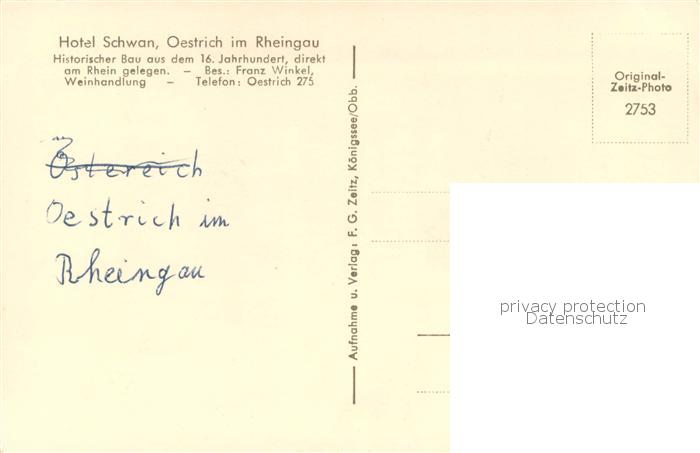 Hotel Schwan, Oestrich im Rheingau
Historischer Bau aus dem 16. Jahrhundert, direkt
am Rhein gelegen. – Bes.: Franz Winkel,
Weinhandlung – Telefon: Oestrich 275
Österreich
Oestrich im
Rheingau
Aufnahme u. Verlag: F. G. Zeitz, Königssee/Obb.
Original-
Zeitz-Photo
2753
privacy protection
Datenschutz